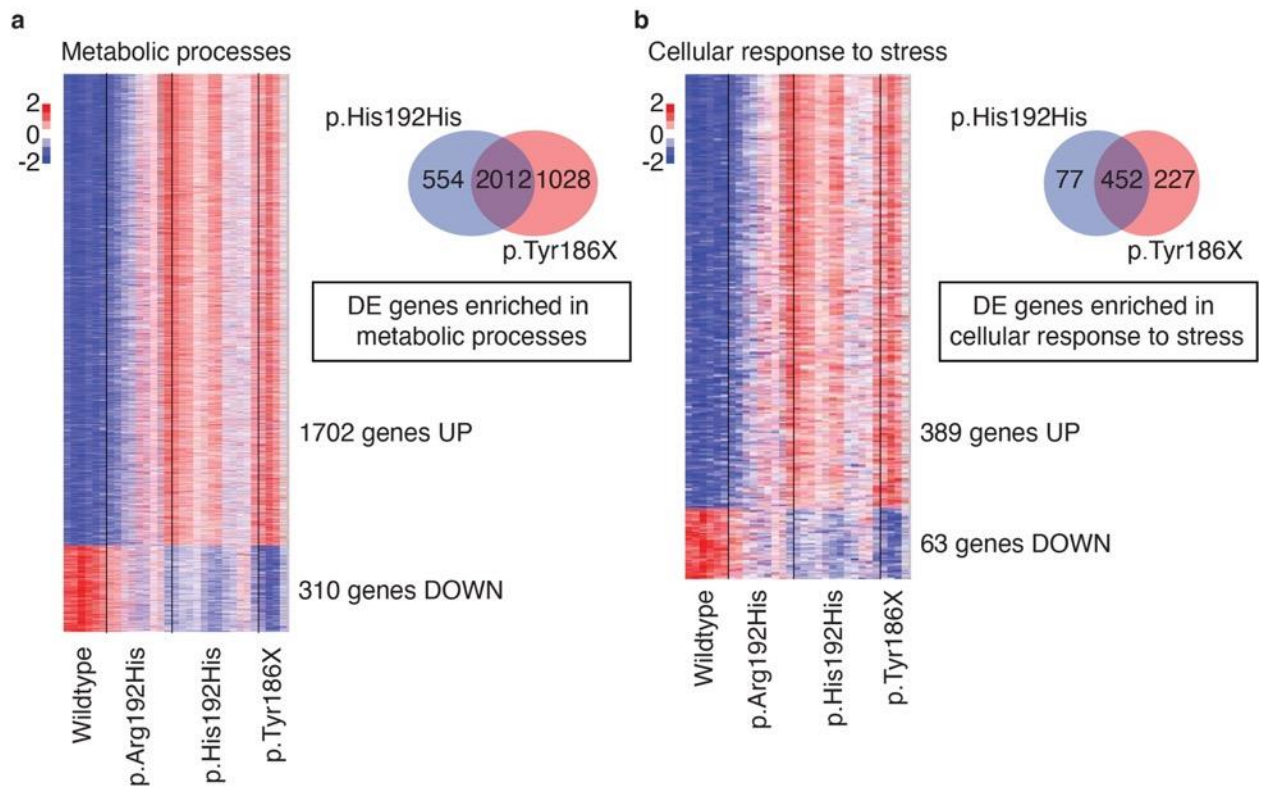 a
Metabolic processes
2
0
-2
p.His192His
554 2012 1028
p.Tyr186X
DE genes enriched in
metabolic processes
1702 genes UP
310 genes DOWN
Wildtype
p.Arg192His
p.His192His
p.Tyr186X
b
Cellular response to stress
2
0
-2
p.His192His
77 452 227
p.Tyr186X
DE genes enriched in
cellular response to stress
389 genes UP
63 genes DOWN
Wildtype
p.Arg192His
p.His192His
p.Tyr186X